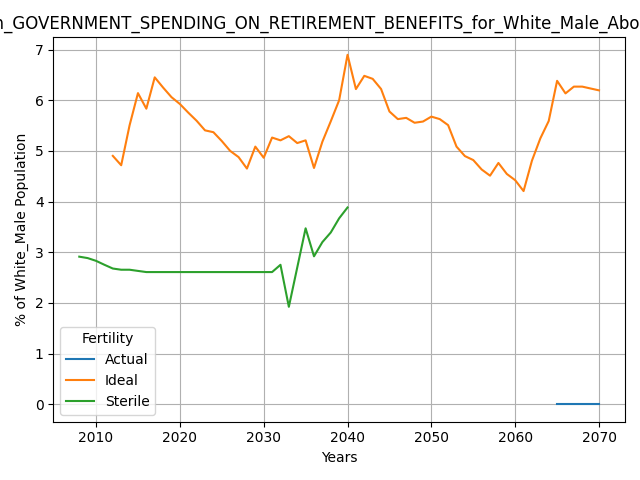 n_GOVERNMENT_SPENDING_ON_RETIREMENT_BENEFITS_for_White_Male_Abo
7
6
5
4
3
2
1
0
% of White_Male Population
Fertility
Actual
Ideal
Sterile
2010 2020 2030 2040 2050 2060 2070
Years